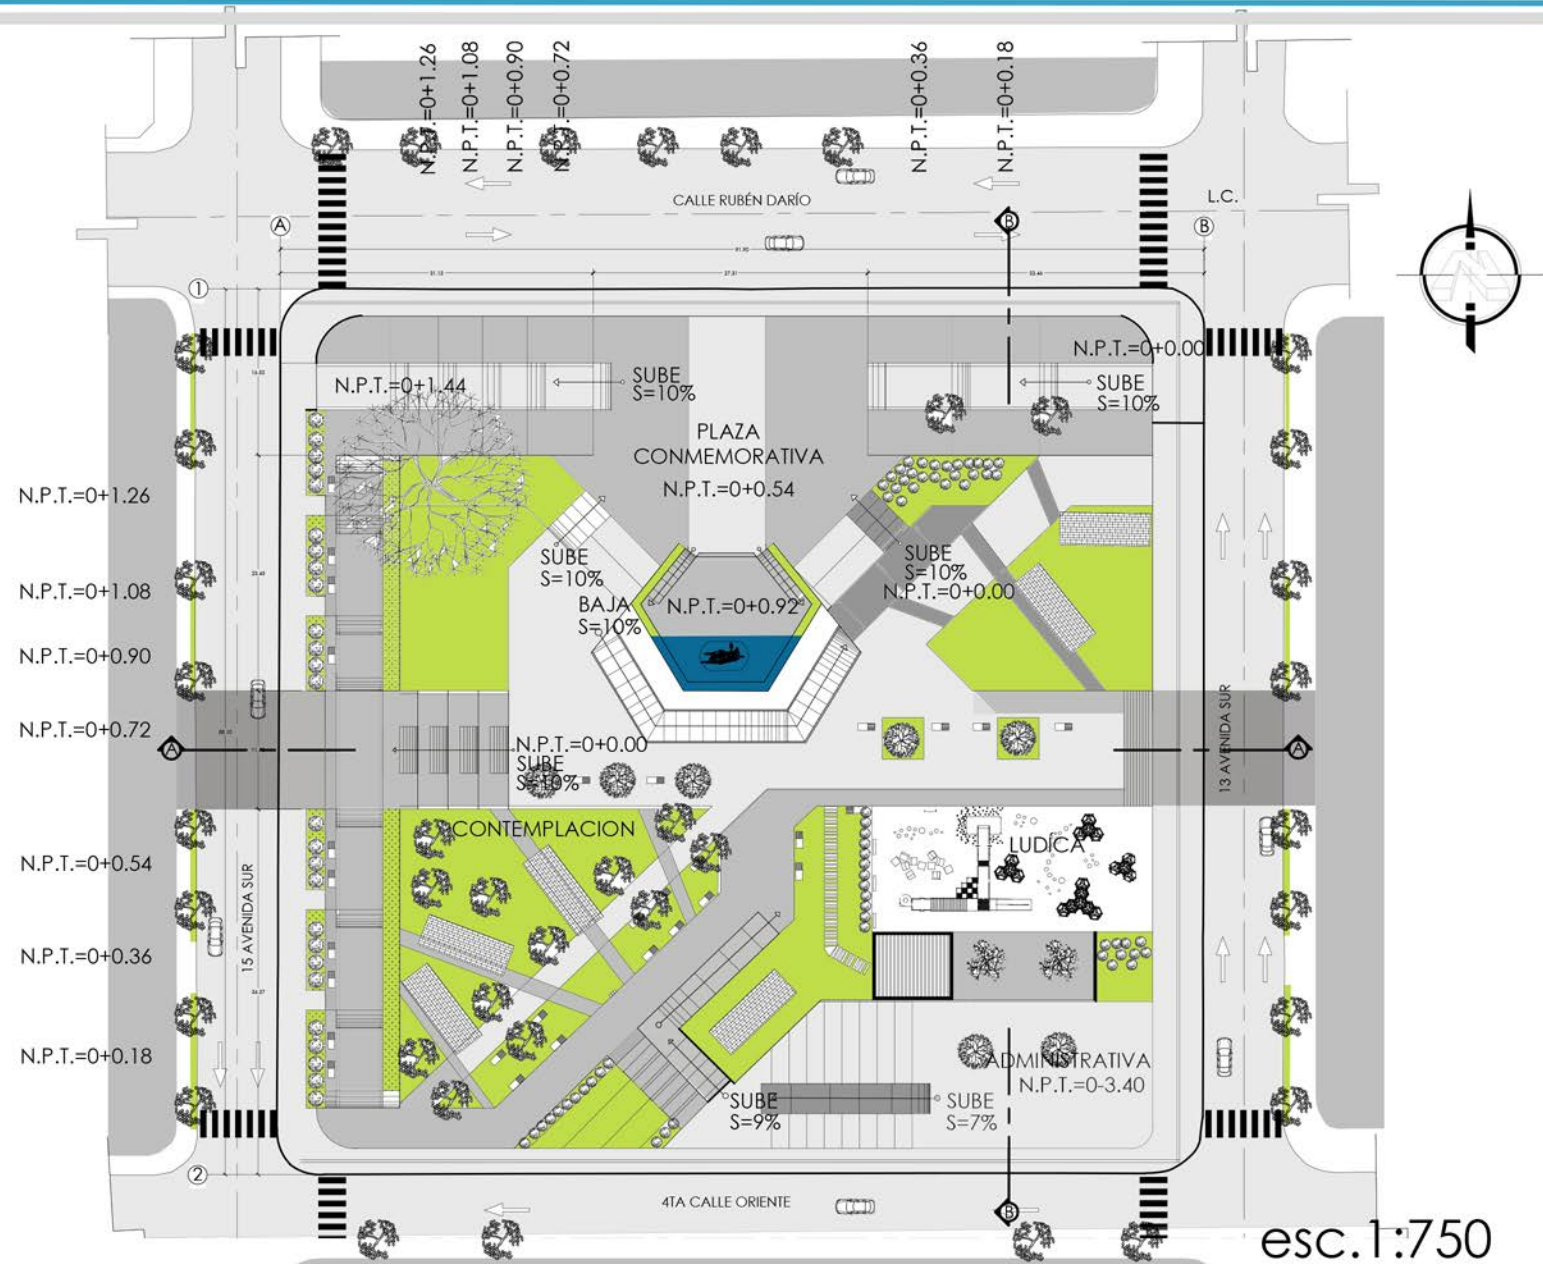 N.P.T.=0+1.26
N.P.T.=0+1.08
N.P.T.=0+0.90
N.P.T.=0+0.72
N.P.T.=0+0.36
N.P.T.=0+0.18
CALLE RUBÉN DARÍO
L.C.
A
B
B
1
N.P.T.=0+0.00
N.P.T.=0+1.44
SUBE
S=10%
SUBE
S=10%
PLAZA
CONMEMORATIVA
N.P.T.=0+0.54
N.P.T.=0+1.26
SUBE
S=10%
SUBE
S=10%
N.P.T.=0+0.00
N.P.T.=0+1.08
BAJA
S=10%
N.P.T.=0+0.92
N.P.T.=0+0.90
N.P.T.=0+0.72
A
N.P.T.=0+0.00
SUBE
S=10%
13 AVENIDA SUR
A
CONTEMPLACION
LUDICA
N.P.T.=0+0.54
15 AVENIDA SUR
N.P.T.=0+0.36
N.P.T.=0+0.18
ADMINISTRATIVA
N.P.T.=0-3.40
SUBE
S=9%
SUBE
S=7%
2
4TA CALLE ORIENTE
B
esc.1:750